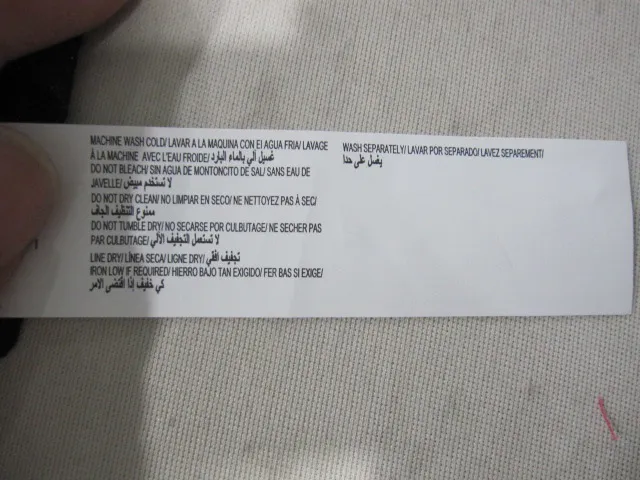 MACHINE WASH COLD/ LAVAR A LA MAQUINA CON El AGUA FRIA/ LAVAGE
À LA MACHINE AVEC L'EAU FROIDE/ غسيل آلي بالماء البارد
DO NOT BLEACH/ SIN AGUA DE MONTONCITO DE SAL/ SANS EAU DE
JAVELLE/ لا تستخدم مبيض
DO NOT DRY CLEAN/ NO LIMPIAR EN SECO/ NE NETTOYEZ PAS À SEC/
ممنوع التنظيف الجاف
DO NOT TUMBLE DRY/ NO SECARSE POR CULBUTAGE/ NE SECHER PAS
PAR CULBUTAGE/ لا تستعمل التجفيف الآلي
LINE DRY/ LÍNEA SECA/ LIGNE DRY/ تجفيف افقي
IRON LOW IF REQUIRED/ HIERRO BAJO TAN EXIGIDO/ FER BAS SI EXIGE/
كي خفيف إذا اقتضى الامر
WASH SEPARATELY/ LAVAR POR SEPARADO/ LAVEZ SEPAREMENT/
يغسل على حدا